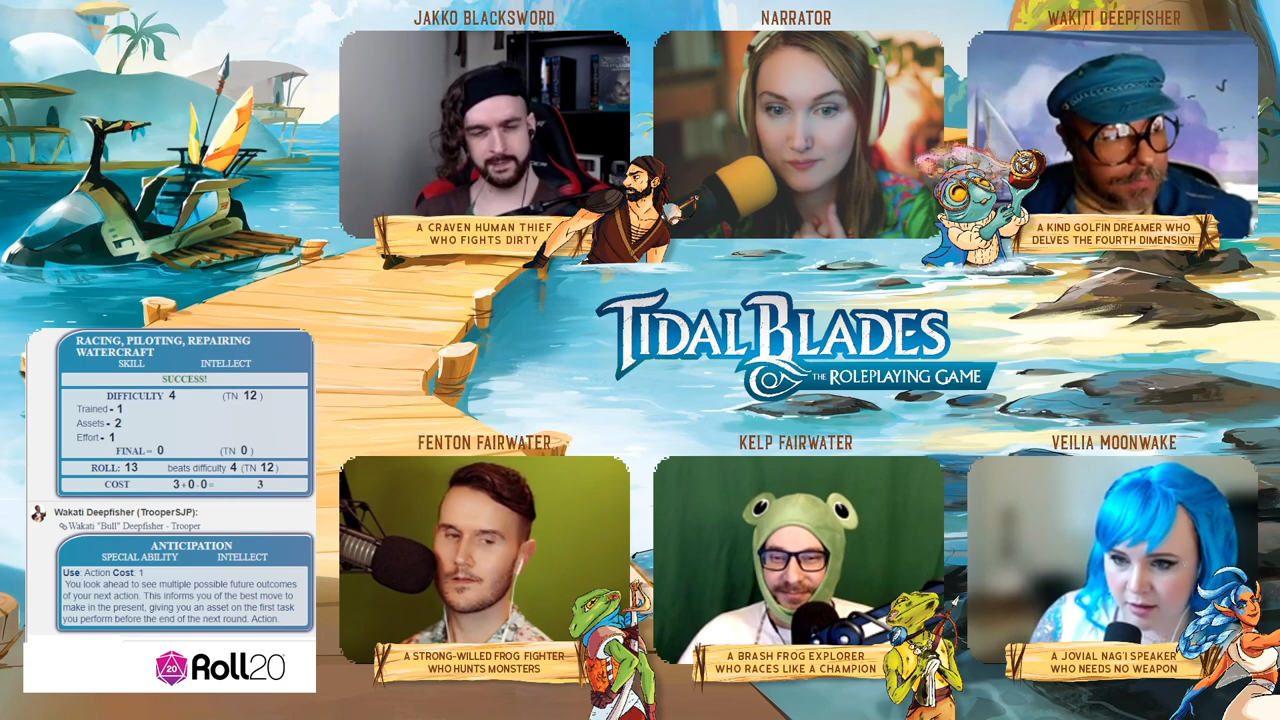 JAKKO BLACKSWORD
NARRATOR
WAKITI DEEPFISHER
A CRAVEN HUMAN THIEF
WHO FIGHTS DIRTY
A KIND GOLFIN DREAMER WHO
DELVES THE FOURTH DIMENSION
TIDAL BLADES
THE ROLEPLAYING GAME
RACING, PILOTING, REPAIRING
WATERCRAFT
SKILL INTELLECT
SUCCESS!
DIFFICULTY 4 (TN 12 )
Trained - 1
Assets - 2
Effort - 1
FINAL = 0 (TN 0 )
ROLL: 13 beats difficulty 4 (TN 12 )
COST 3 + 0 - 0 = 3
Wakati Deepfisher (TrooperSJP):
Wakati "Bull" Deepfisher - Trooper
ANTICIPATION
SPECIAL ABILITY INTELLECT
Use: Action Cost: 1
You look ahead to see multiple possible future outcomes
of your next action. This informs you of the best move to
make in the present, giving you an asset on the first task
you perform before the end of the next round. Action.
20 Roll20
FENTON FAIRWATER
KELP FAIRWATER
VEILIA MOONWAKE
A STRONG-WILLED FROG FIGHTER
WHO HUNTS MONSTERS
A BRASH FROG EXPLORER
WHO RACES LIKE A CHAMPION
A JOVIAL NAG'I SPEAKER
WHO NEEDS NO WEAPON